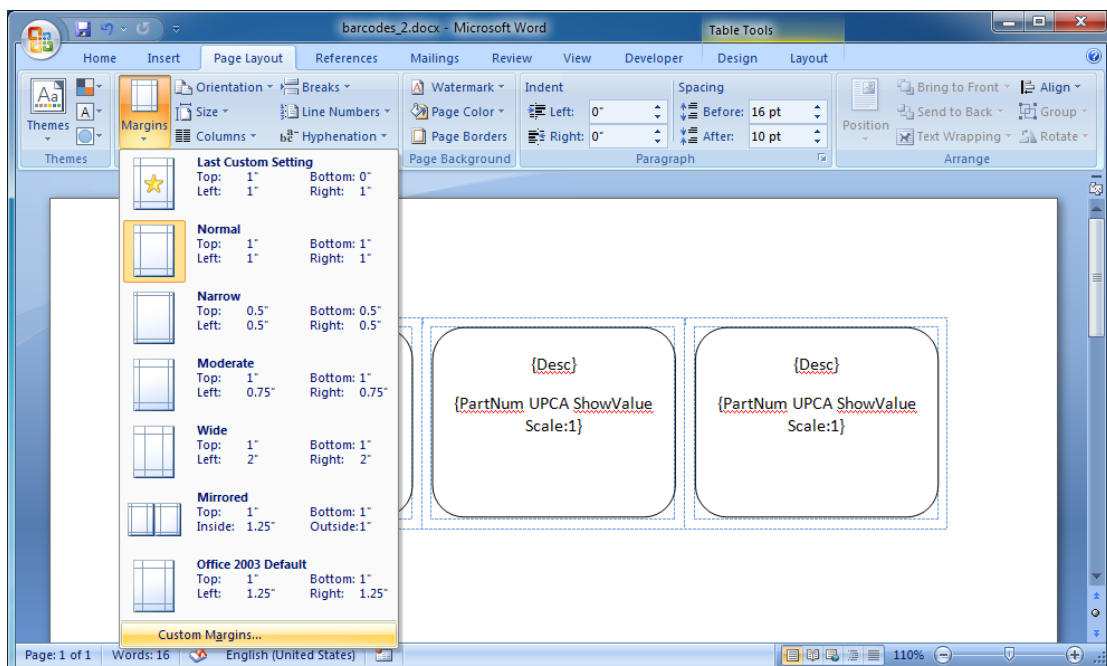 barcodes_2.docx - Microsoft Word
Table Tools
Home Insert Page Layout References Mailings Review View Developer Design Layout
Aa
Themes
Themes
Margins
Orientation
Size
Columns
Breaks
Line Numbers
Hyphenation
Watermark
Page Color
Page Borders
Page Background
Indent
Left: 0"
Right: 0"
Spacing
Before: 16 pt
After: 10 pt
Paragraph
Position
Bring to Front
Send to Back
Text Wrapping
Align
Group
Rotate
Arrange
Last Custom Setting
Top: 1" Bottom: 0"
Left: 1" Right: 1"
Normal
Top: 1" Bottom: 1"
Left: 1" Right: 1"
Narrow
Top: 0.5" Bottom: 0.5"
Left: 0.5" Right: 0.5"
Moderate
Top: 1" Bottom: 1"
Left: 0.75" Right: 0.75"
Wide
Top: 1" Bottom: 1"
Left: 2" Right: 2"
Mirrored
Top: 1" Bottom: 1"
Inside: 1.25" Outside: 1"
Office 2003 Default
Top: 1" Bottom: 1"
Left: 1.25" Right: 1.25"
Custom Margins...
{Desc}
{PartNum UPCA ShowValue
Scale:1}
{Desc}
{PartNum UPCA ShowValue
Scale:1}
Page: 1 of 1 Words: 16 English (United States) 110%